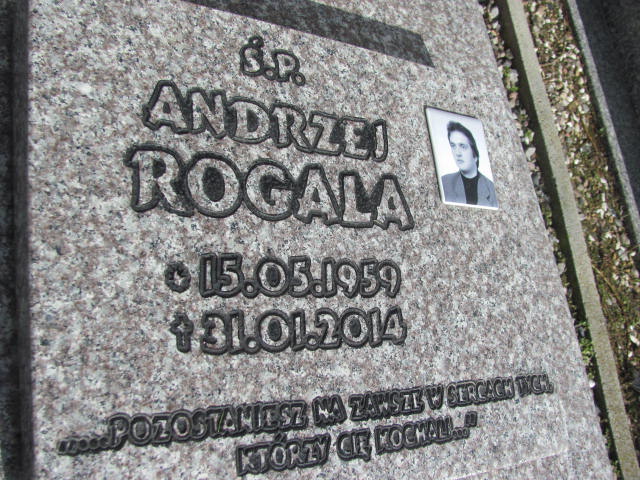 Ś.P.
ANDRZEJ
ROGALA
* 15.05.1959
† 31.01.2014
"....POZOSTANIESZ NA ZAWSZE W SERCACH TYCH,
KTÓRZY CIĘ KOCHALI..."